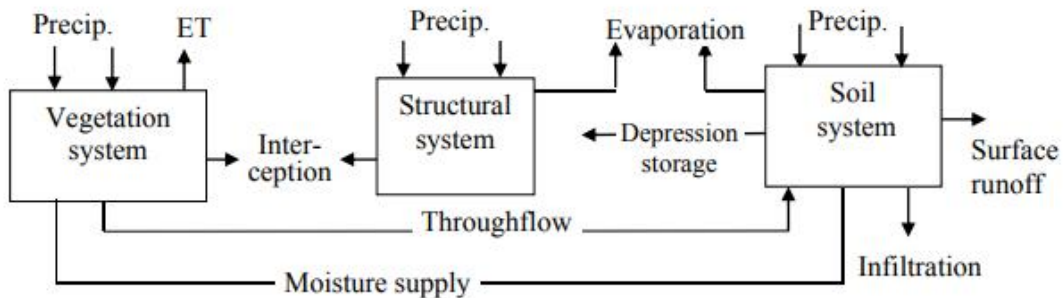 Precip.
ET
Precip.
Evaporation
Precip.
Vegetation
system
Structural
system
Soil
system
Inter-
ception
Depression
storage
Surface
runoff
Throughflow
Infiltration
Moisture supply